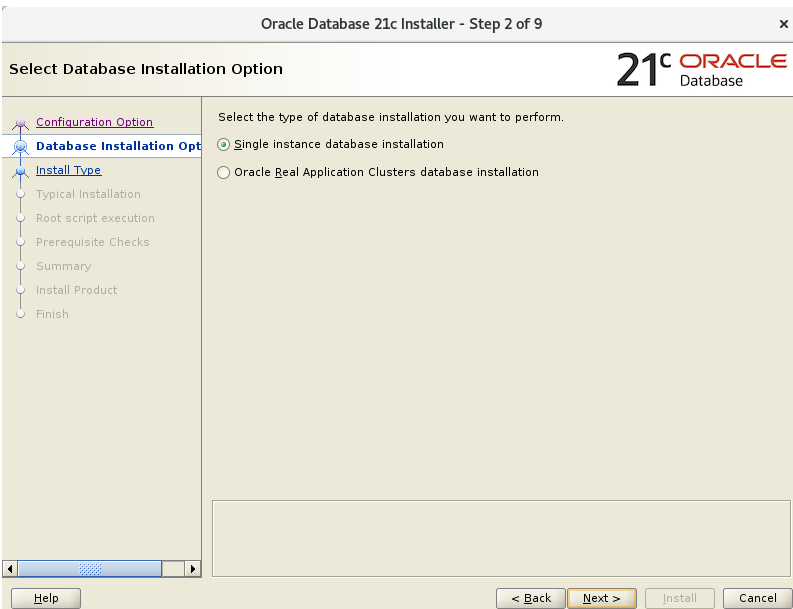 Oracle Database 21c Installer - Step 2 of 9
Select Database Installation Option
21c ORACLE
Database
Configuration Option
Database Installation Opt
Install Type
Typical Installation
Root script execution
Prerequisite Checks
Summary
Install Product
Finish
Select the type of database installation you want to perform.
Single instance database installation
Oracle Real Application Clusters database installation
Help
< Back
Next >
Install
Cancel